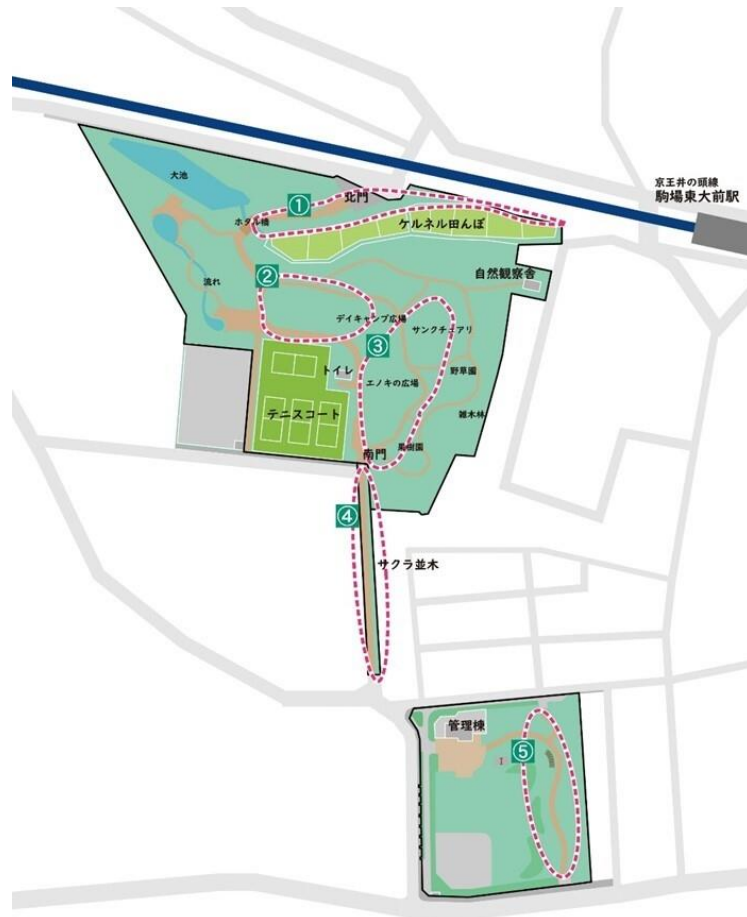 京王井の頭線
駒場東大前駅
大池
①
北門
ホタル橋
ケルネル田んぼ
②
自然観察舎
流れ
デイキャンプ広場
サンクチュアリ
③
トイレ
エノキの広場
野草園
テニスコート
雑木林
南門
果樹園
④
サクラ並木
管理棟
⑤